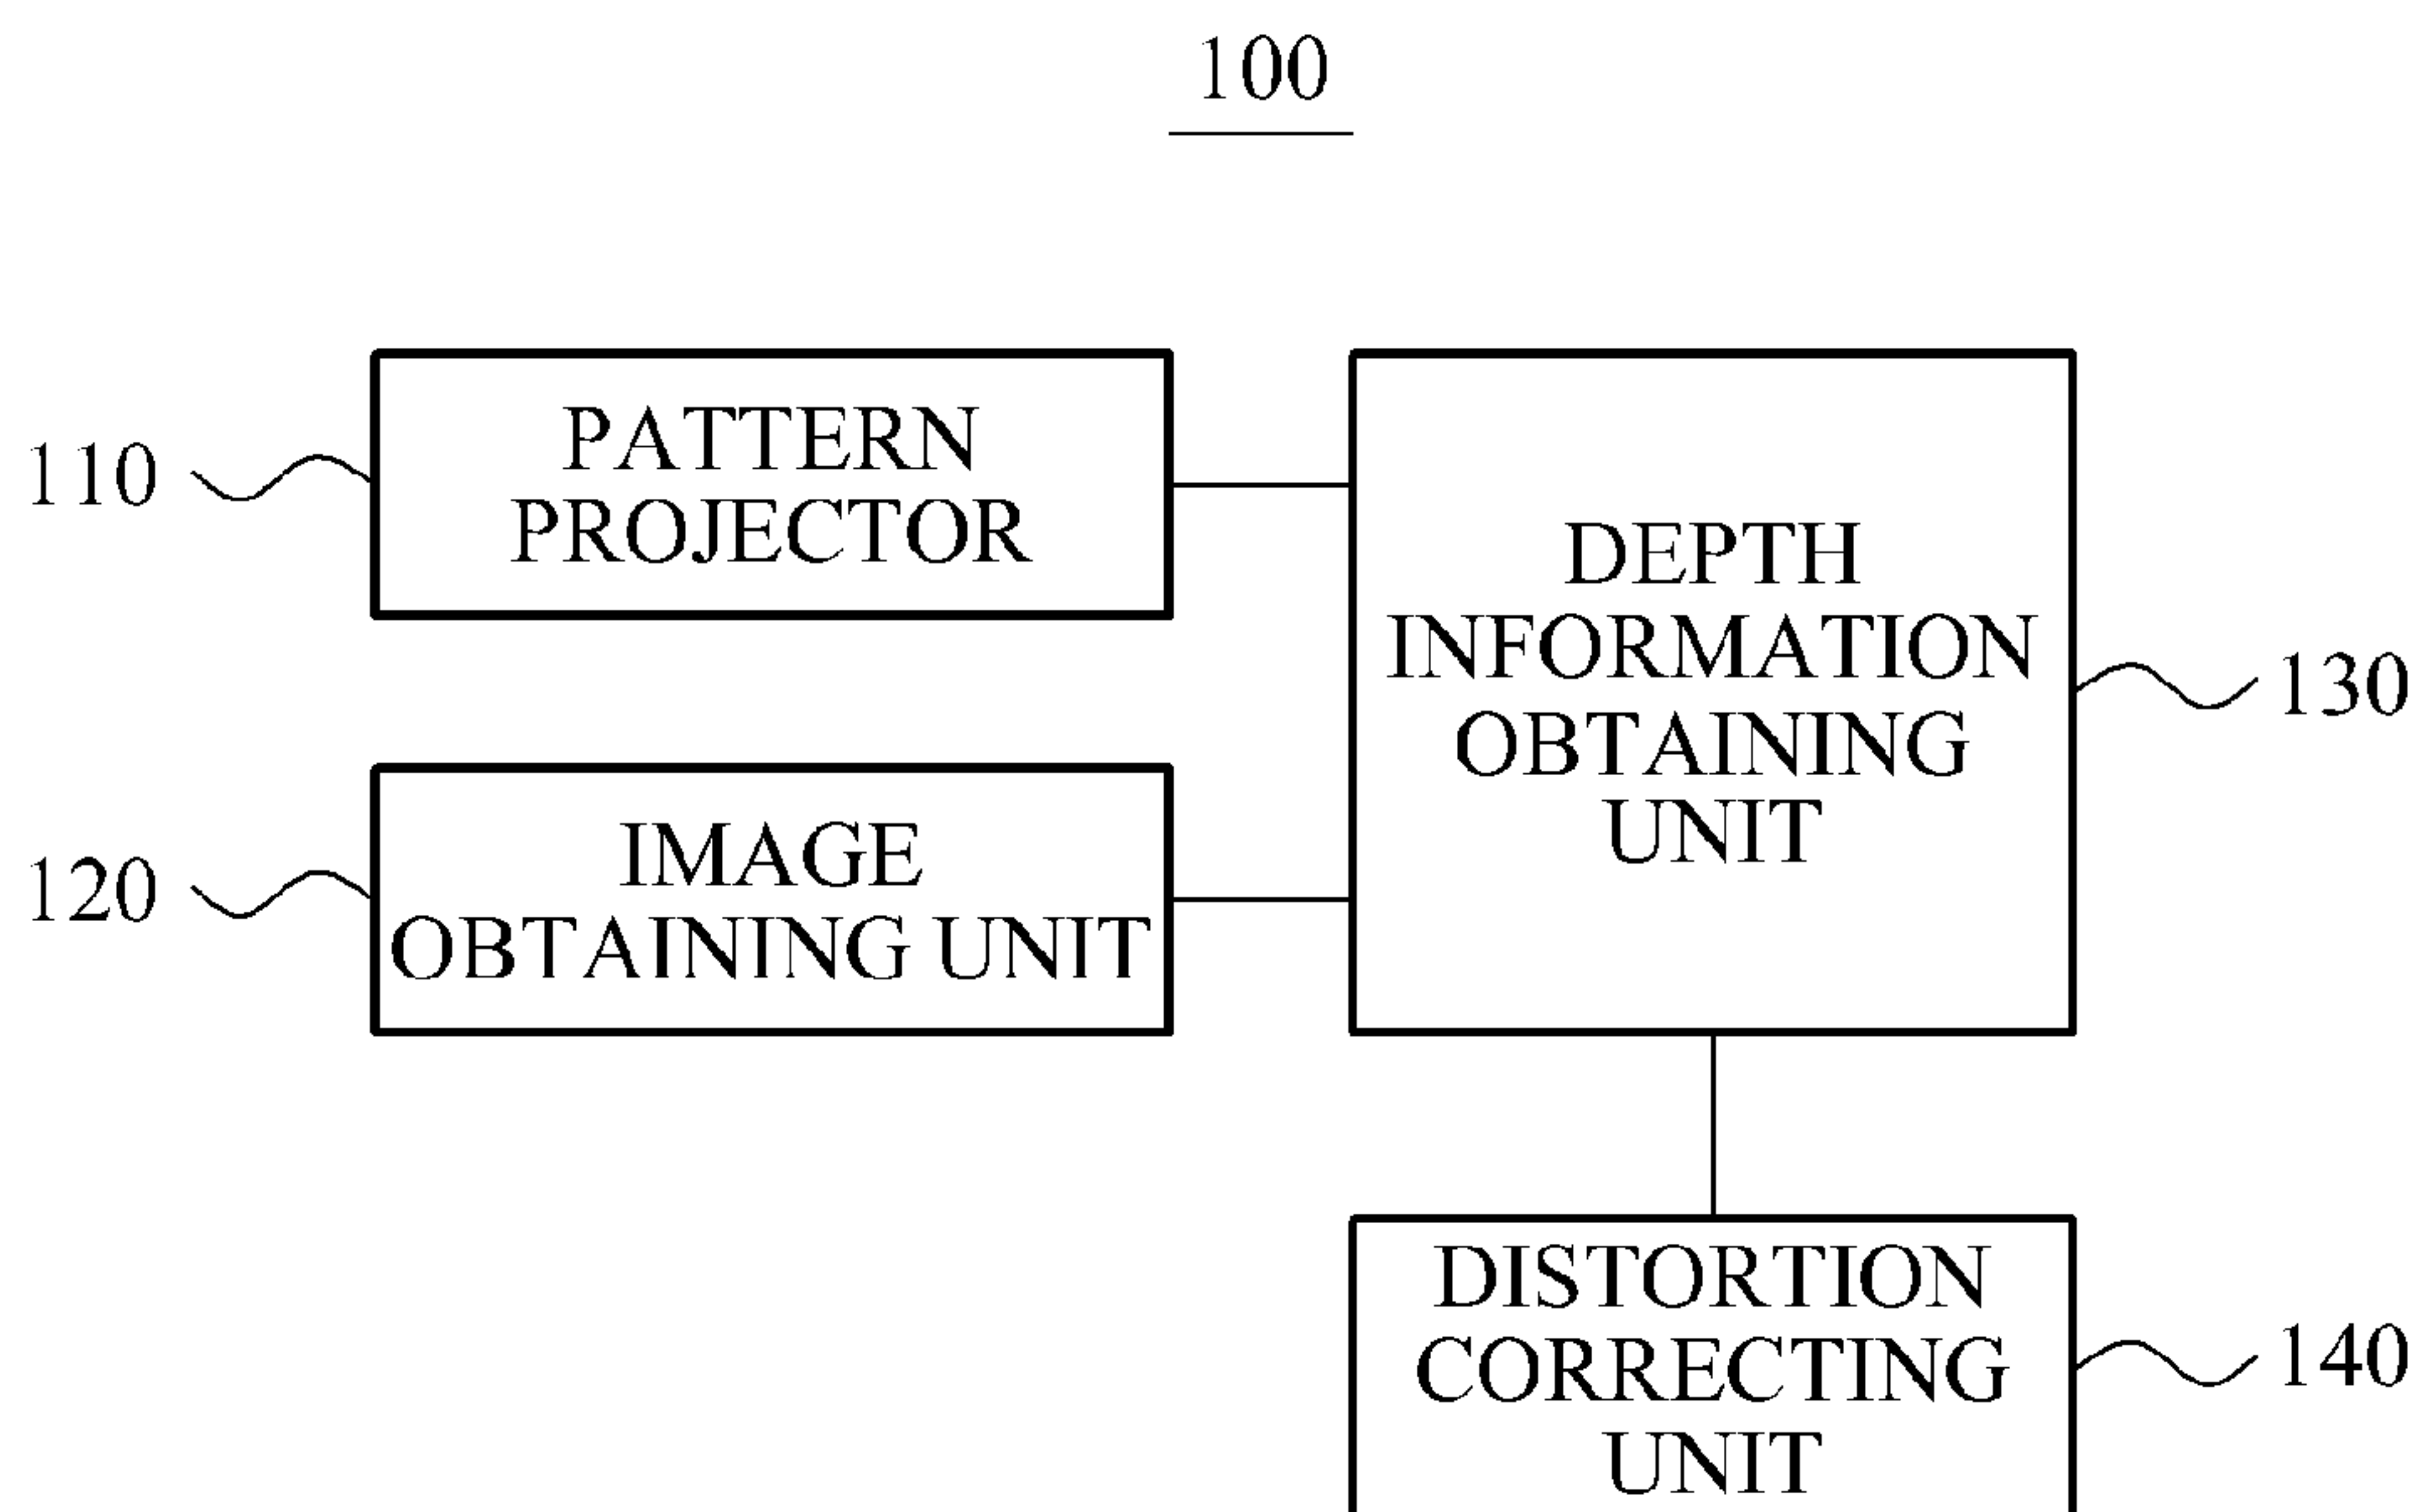 100
110
PATTERN
PROJECTOR
120
IMAGE
OBTAINING UNIT
DEPTH
INFORMATION
OBTAINING
UNIT
130
DISTORTION
CORRECTING
UNIT
140